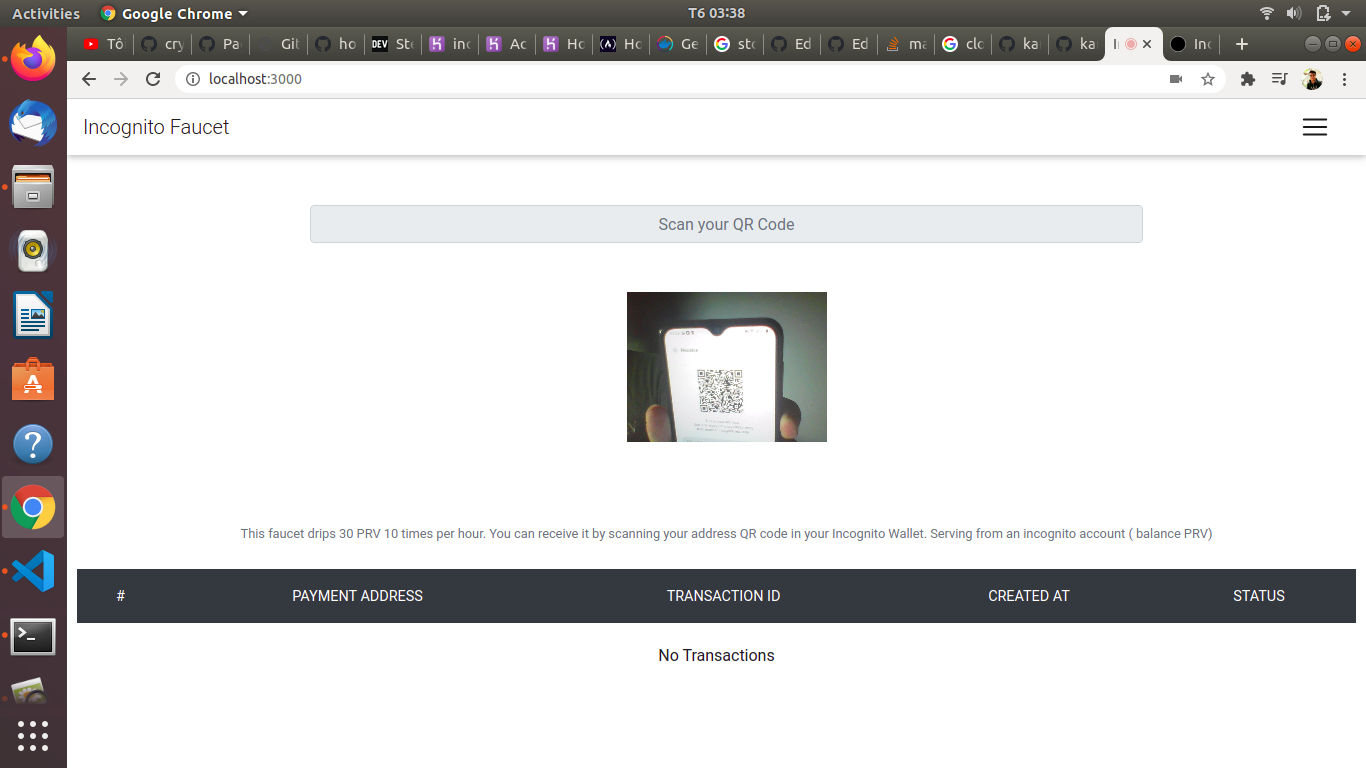 Activities Google Chrome T6 03:38
Tô cry Pa Git ho DEV Ste inc Ac Ho Ho Ge sto Ed Ed ma clo ka ka I Inc
localhost:3000
Incognito Faucet
Scan your QR Code
This faucet drips 30 PRV 10 times per hour. You can receive it by scanning your address QR code in your Incognito Wallet. Serving from an incognito account ( balance PRV)
# PAYMENT ADDRESS TRANSACTION ID CREATED AT STATUS
No Transactions